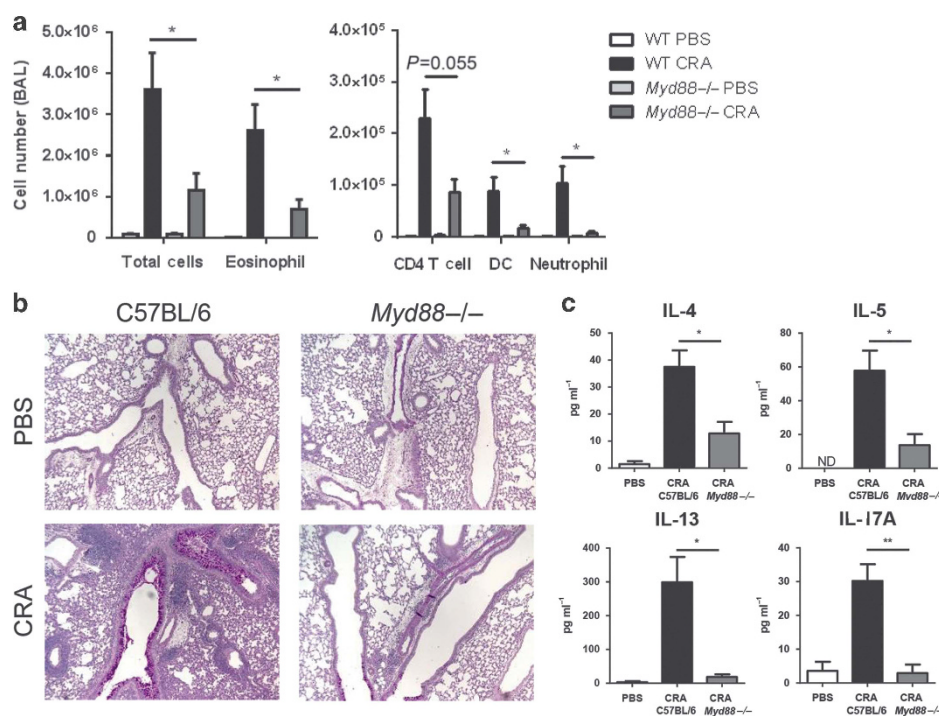 a
Cell number (BAL)
5.0×10⁶
4.0×10⁶
3.0×10⁶
2.0×10⁶
1.0×10⁶
0
*
*
Total cells
Eosinophil
4.0×10⁵
3.0×10⁵
2.0×10⁵
1.0×10⁵
0
P=0.055
*
*
CD4 T cell
DC
Neutrophil
WT PBS
WT CRA
Myd88–/– PBS
Myd88–/– CRA
b
C57BL/6
Myd88–/–
PBS
CRA
c
IL-4
pg ml⁻¹
50
40
30
20
10
0
*
PBS
CRA
C57BL/6
CRA
Myd88–/–
IL-5
pg ml⁻¹
80
60
40
20
0
*
ND
PBS
CRA
C57BL/6
CRA
Myd88–/–
IL-13
pg ml⁻¹
400
300
200
100
0
*
PBS
CRA
C57BL/6
CRA
Myd88–/–
IL-17A
pg ml⁻¹
40
30
20
10
0
**
PBS
CRA
C57BL/6
CRA
Myd88–/–